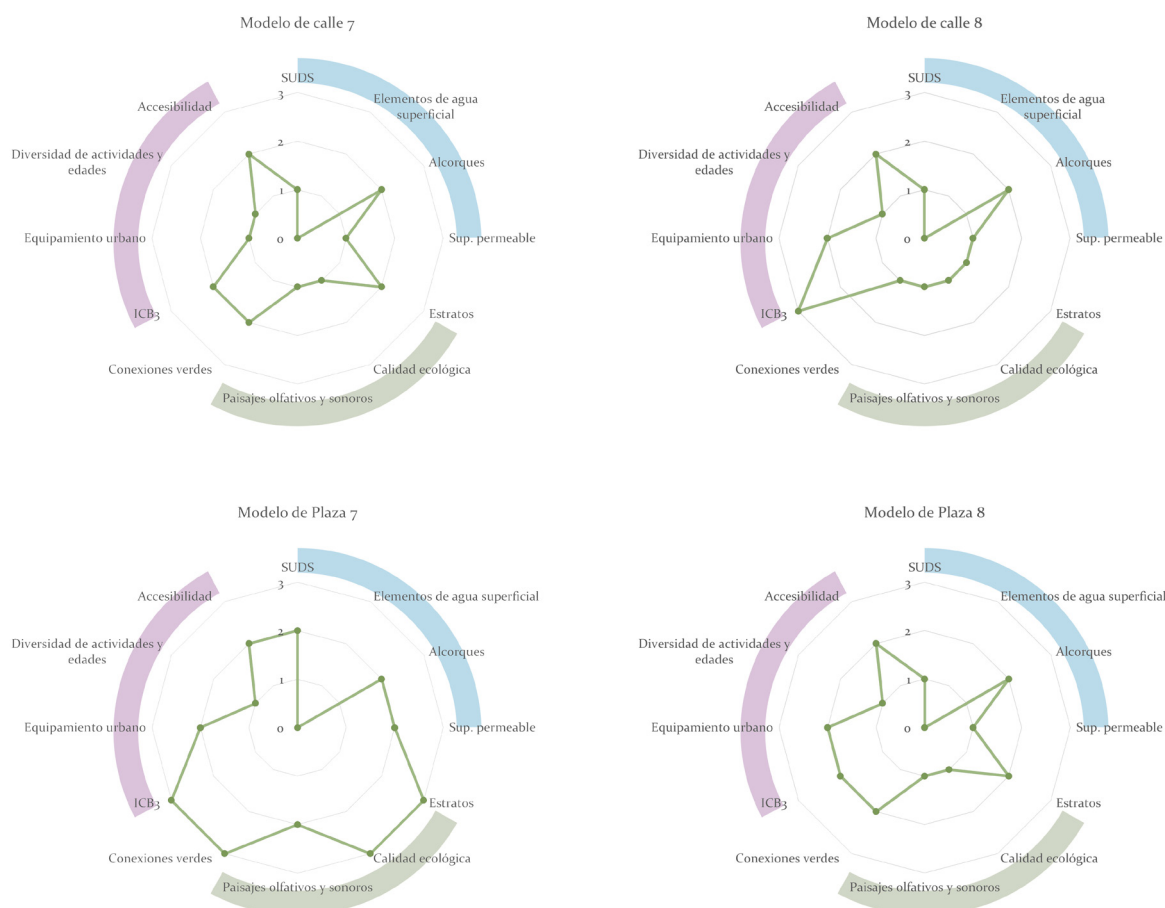 Modelo de calle 7
SUDS
3
Elementos de agua
superficial
Accesibilidad
2
Diversidad de actividades y
edades
Alcorques
1
Equipamiento urbano
0
Sup. permeable
ICB3
Estratos
Conexiones verdes
Calidad ecológica
Paisajes olfativos y sonoros
Modelo de calle 8
SUDS
3
Elementos de agua
superficial
Accesibilidad
2
Diversidad de actividades y
edades
Alcorques
1
Equipamiento urbano
0
Sup. permeable
ICB3
Estratos
Conexiones verdes
Calidad ecológica
Paisajes olfativos y sonoros
Modelo de Plaza 7
SUDS
3
Elementos de agua superficial
Accesibilidad
2
Diversidad de actividades y
edades
Alcorques
1
Equipamiento urbano
0
Sup. permeable
ICB3
Estratos
Conexiones verdes
Calidad ecológica
Paisajes olfativos y sonoros
Modelo de Plaza 8
SUDS
3
Elementos de agua superficial
Accesibilidad
2
Diversidad de actividades y
edades
Alcorques
1
Equipamiento urbano
0
Sup. permeable
ICB3
Estratos
Conexiones verdes
Calidad ecológica
Paisajes olfativos y sonoros